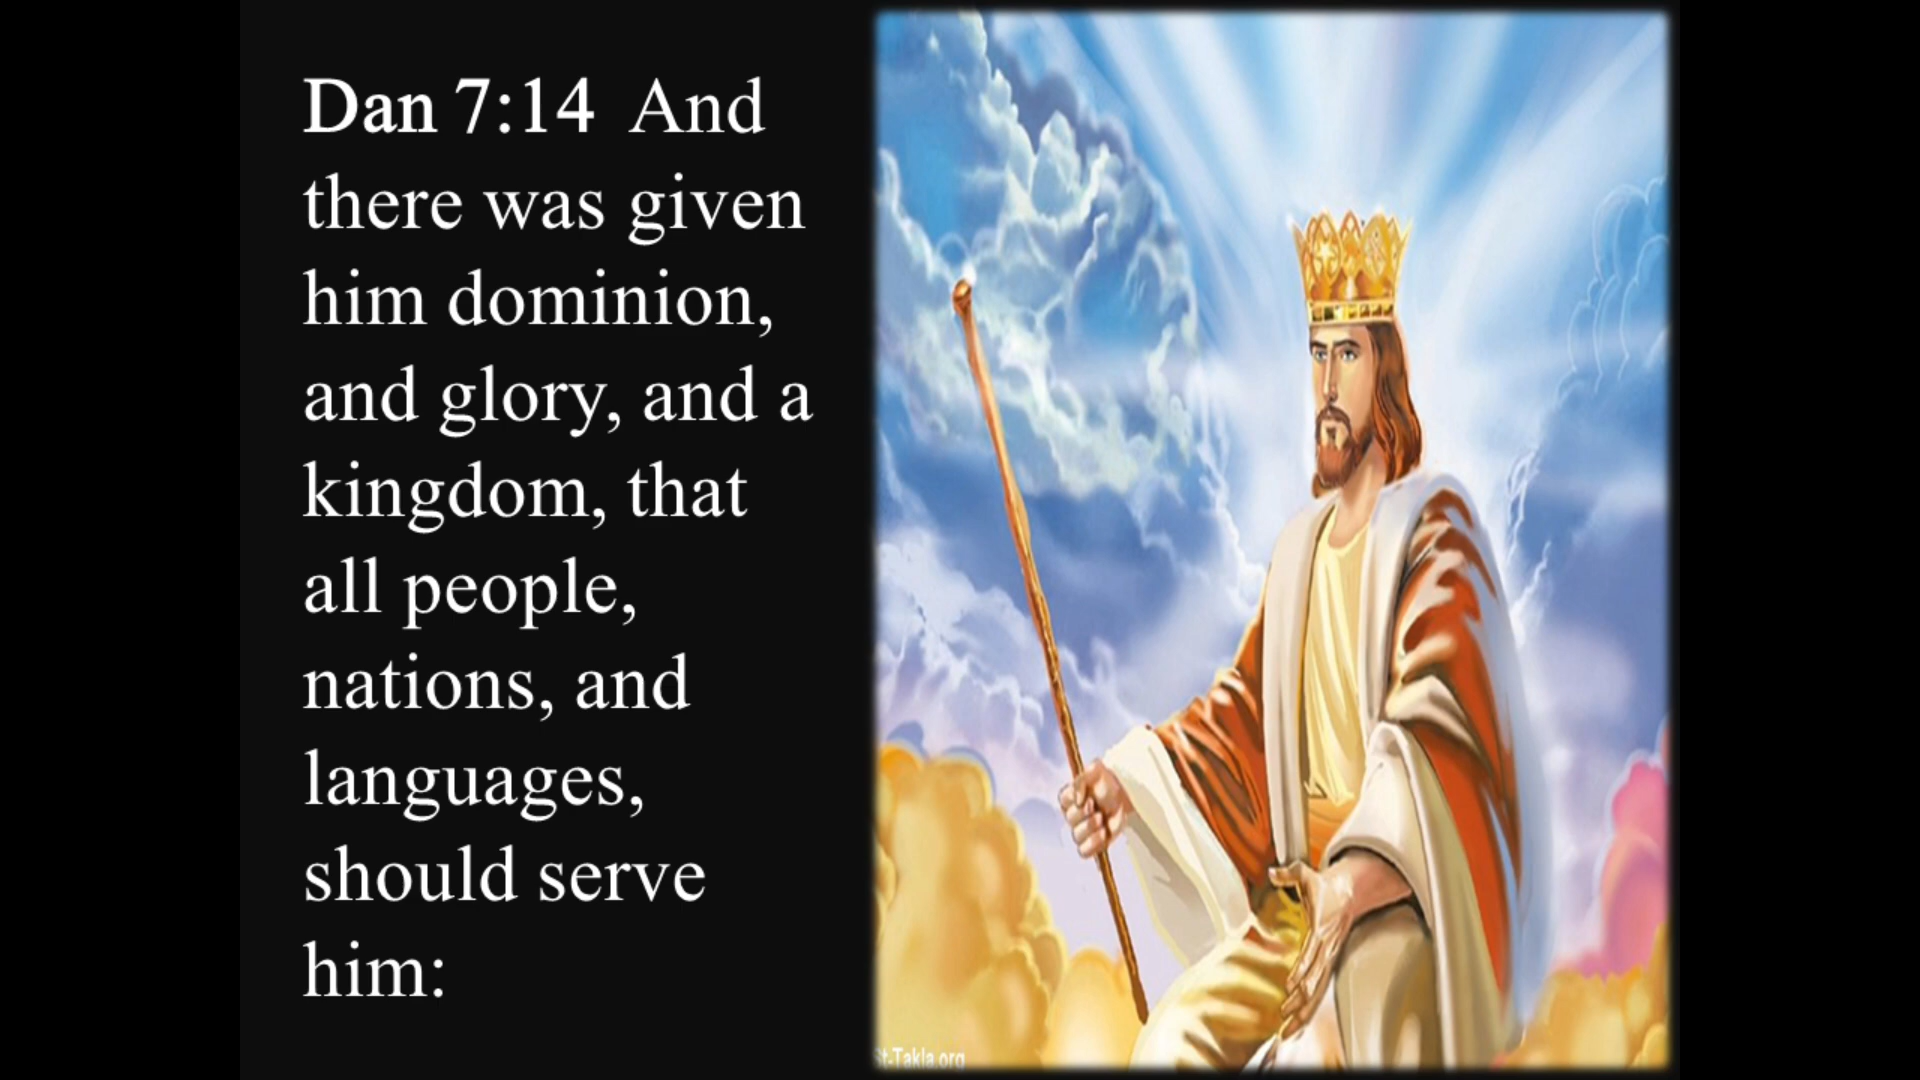 Dan 7:14  And
there was given
him dominion,
and glory, and a
kingdom, that
all people,
nations, and
languages,
should serve
him:
St-Takla.org